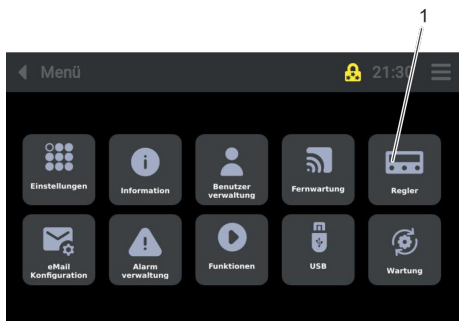 1
Menü 21:30
Einstellungen Information Benutzer
verwaltung Fernwartung Regler
eMail
Konfiguration Alarm
verwaltung Funktionen USB Wartung